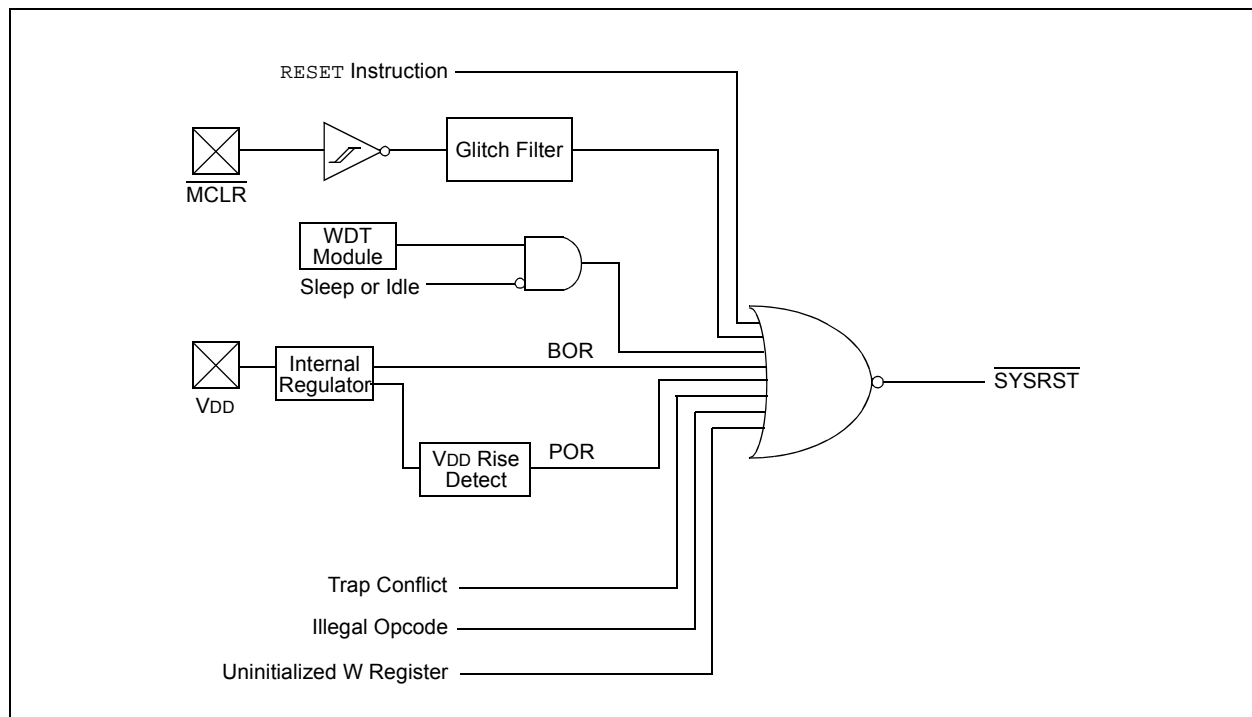 RESET Instruction
Glitch Filter
MCLR
WDT
Module
Sleep or Idle
BOR
Internal
Regulator
SYSRST
VDD
POR
VDD Rise
Detect
Trap Conflict
Illegal Opcode
Uninitialized W Register